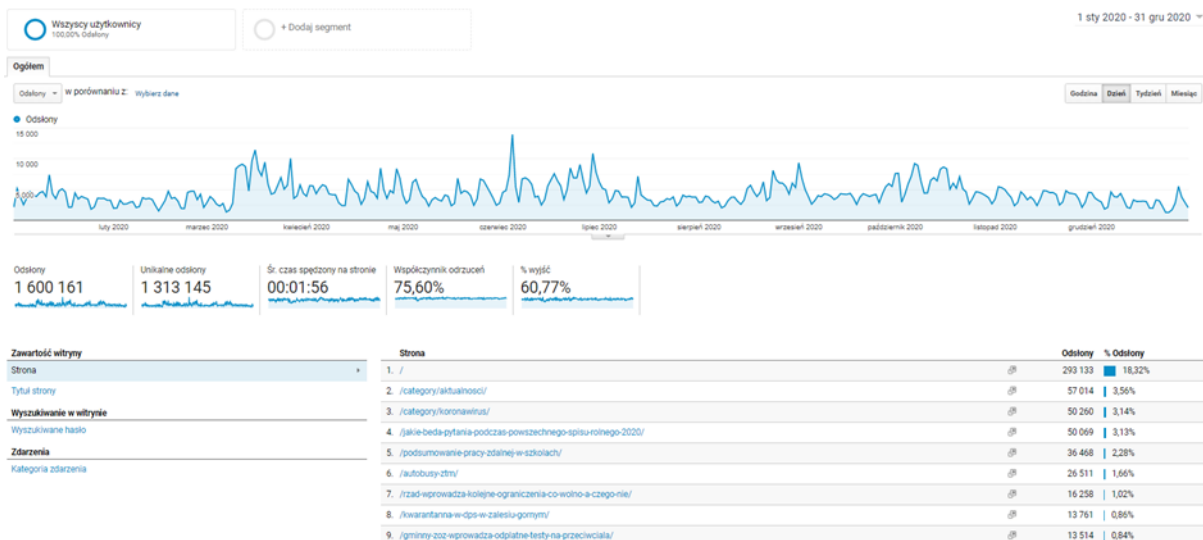 Wszyscy użytkownicy
100,00% Odsłony
+ Dodaj segment
1 sty 2020 - 31 gru 2020
Ogółem
Odsłony w porównaniu z: Wybierz dane
Godzina Dzień Tydzień Miesiąc
Odsłony
15 000
10 000
5 000
luty 2020 marzec 2020 kwiecień 2020 maj 2020 czerwiec 2020 lipiec 2020 sierpień 2020 wrzesień 2020 październik 2020 listopad 2020 grudzień 2020
Odsłony Unikalne odsłony Śr. czas spędzony na stronie Współczynnik odrzuceń % wyjść
1 600 161 1 313 145 00:01:56 75,60% 60,77%
Zawartość witryny
Strona
Tytuł strony
Wyszukiwanie w witrynie
Wyszukiwane hasło
Zdarzenia
Kategoria zdarzenia
Strona Odsłony % Odsłony
1. / 293 133 18,32%
2. /category/aktualnosci/ 57 014 3,56%
3. /category/koronawirus/ 50 260 3,14%
4. /jakie-beda-pytania-podczas-powszechnego-spisu-rolnego-2020/ 50 069 3,13%
5. /podsumowanie-pracy-zdalnej-w-szkolach/ 36 468 2,28%
6. /autobusy-ztm/ 26 511 1,66%
7. /rzad-wprowadza-kolejne-ograniczenia-co-wolno-a-czego-nie/ 16 258 1,02%
8. /kwarantanna-w-dps-w-zalesiu-gornym/ 13 761 0,86%
9. /gminny-zoz-wprowadza-odplatne-testy-na-przeciwciala/ 13 514 0,84%